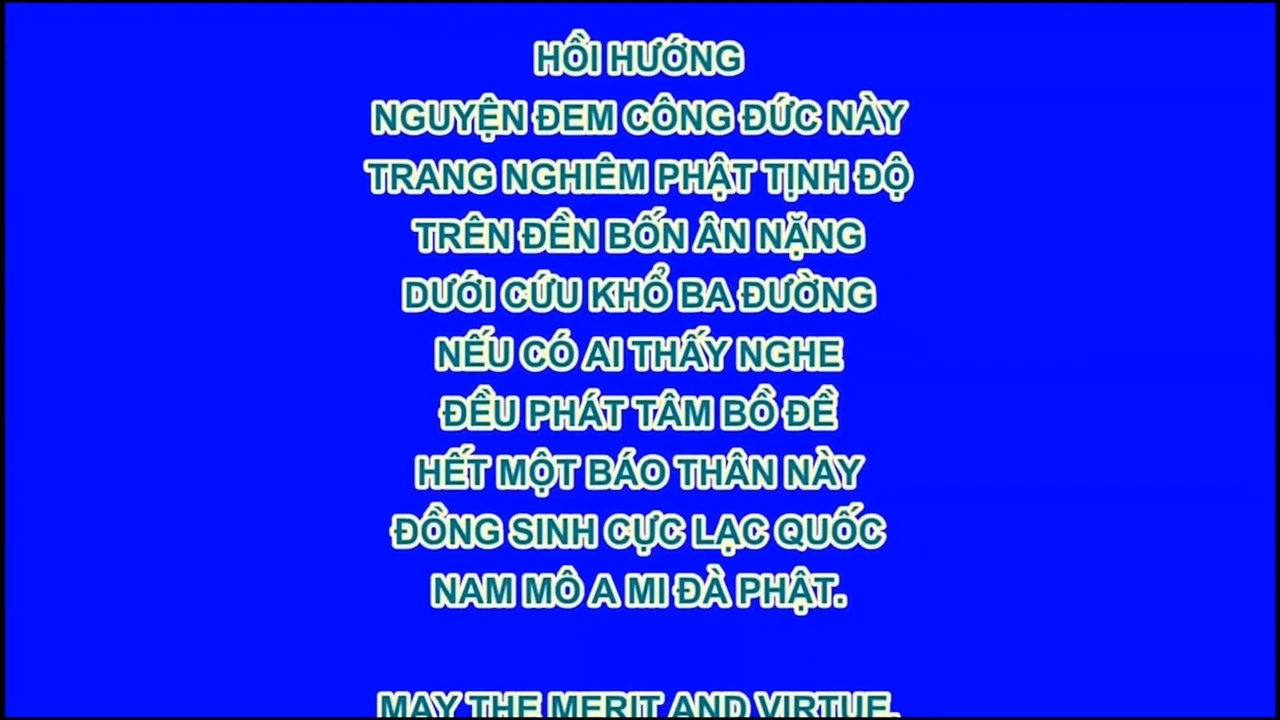 HỒI HƯỚNG
NGUYỆN ĐEM CÔNG ĐỨC NÀY
TRANG NGHIÊM PHẬT TỊNH ĐỘ
TRÊN ĐỀN BỐN ÂN NẶNG
DƯỚI CỨU KHỔ BA ĐƯỜNG
NẾU CÓ AI THẤY NGHE
ĐỀU PHÁT TÂM BỒ ĐỀ
HẾT MỘT BÁO THÂN NÀY
ĐỒNG SINH CỰC LẠC QUỐC
NAM MÔ A MI ĐÀ PHẬT.
MAY THE MERIT AND VIRTUE,